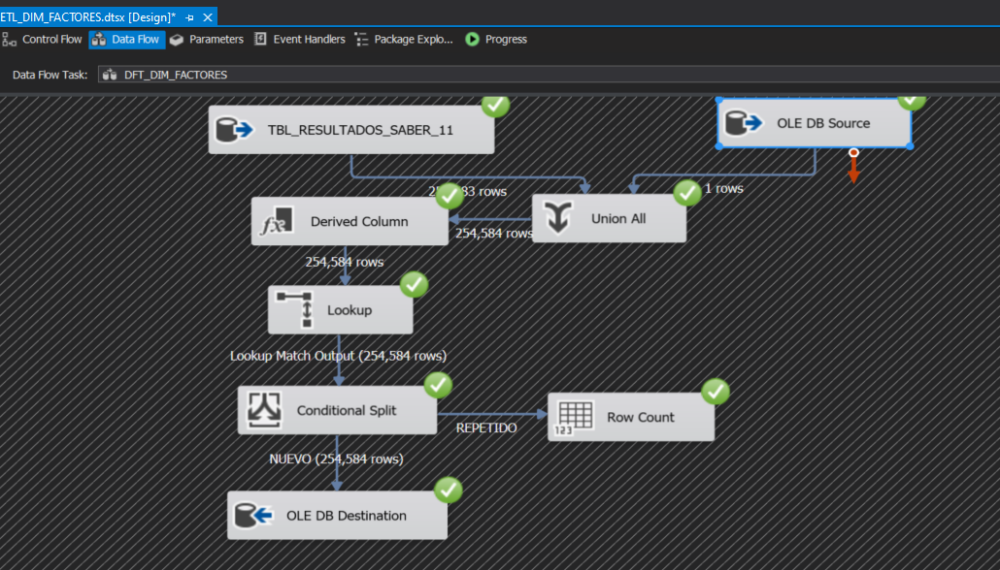 ETL_DIM_FACTORES.dtsx [Design]*
Control Flow
Data Flow
Parameters
Event Handlers
Package Explo...
Progress
Data Flow Task:
DFT_DIM_FACTORES
TBL_RESULTADOS_SABER_11
OLE DB Source
83 rows
1 rows
Derived Column
Union All
254,584 rows
254,584 rows
Lookup
Lookup Match Output (254,584 rows)
Conditional Split
REPETIDO
123
Row Count
NUEVO (254,584 rows)
OLE DB Destination